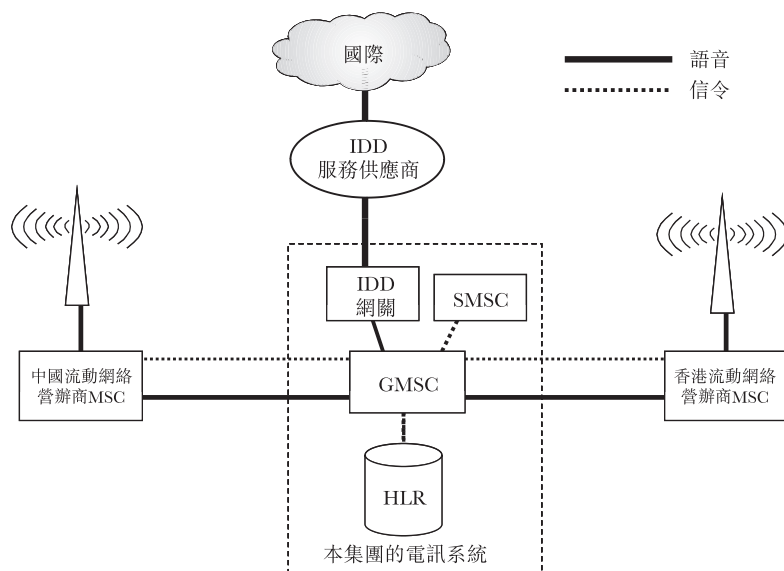 國際
語音
信令
IDD
服務供應商
IDD
網關
SMSC
中國流動網絡
營辦商MSC
GMSC
香港流動網絡
營辦商MSC
HLR
本集團的電訊系統